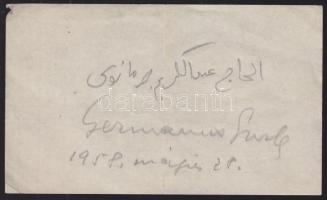 الحاج عبدالكريم جرمانوس
Germanus Gyula
1958. május 28.